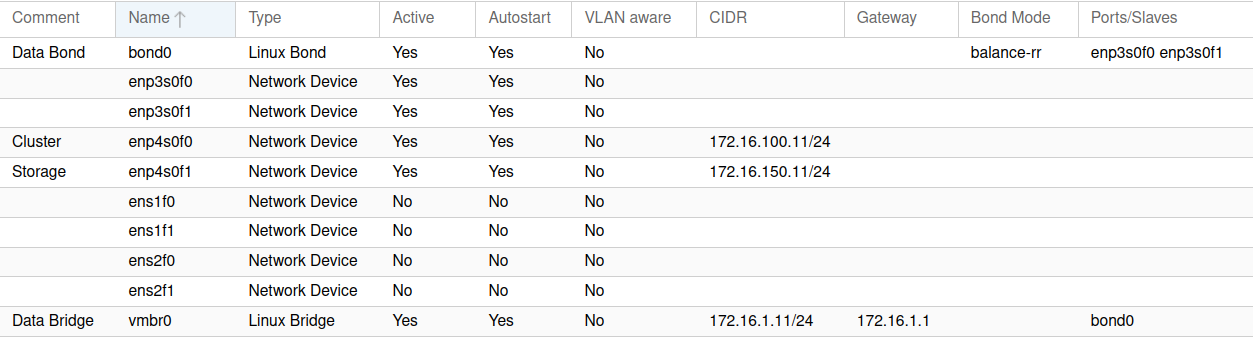 Comment Name Type Active Autostart VLAN aware CIDR Gateway Bond Mode Ports/Slaves
Data Bond bond0 Linux Bond Yes Yes No balance-rr enp3s0f0 enp3s0f1
enp3s0f0 Network Device Yes Yes No
enp3s0f1 Network Device Yes Yes No
Cluster enp4s0f0 Network Device Yes Yes No 172.16.100.11/24
Storage enp4s0f1 Network Device Yes Yes No 172.16.150.11/24
ens1f0 Network Device No No No
ens1f1 Network Device No No No
ens2f0 Network Device No No No
ens2f1 Network Device No No No
Data Bridge vmbr0 Linux Bridge Yes Yes No 172.16.1.11/24 172.16.1.1 bond0